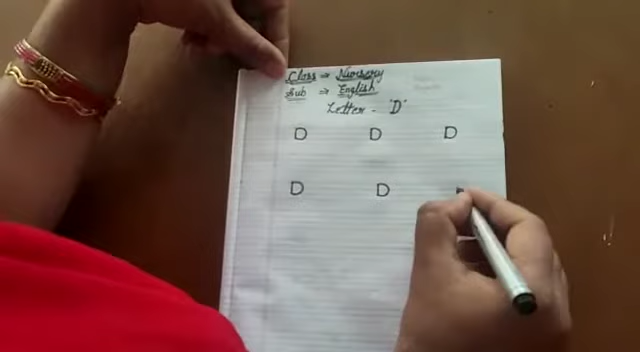 Class ⇒ Nursery
Sub ⇒ English
Letter - 'D'
D D D
D D